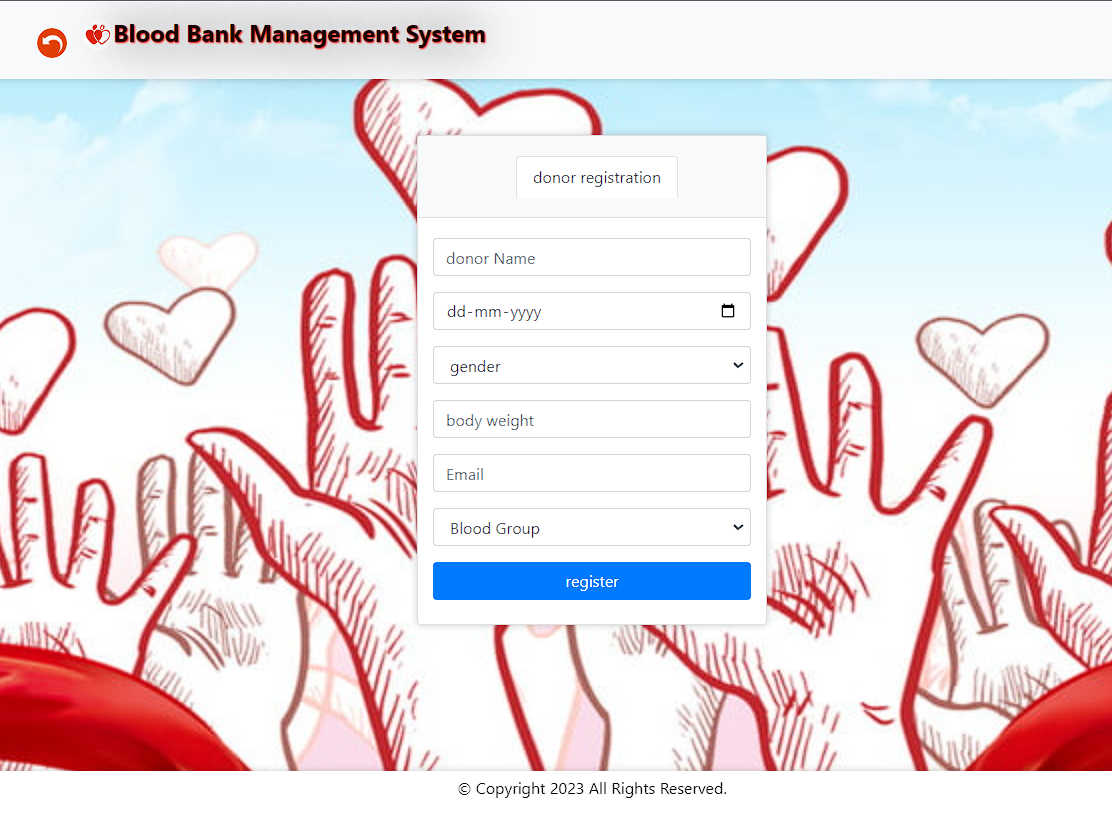 Blood Bank Management System
donor registration
donor Name
dd-mm-yyyy
gender
body weight
Email
Blood Group
register
© Copyright 2023 All Rights Reserved.